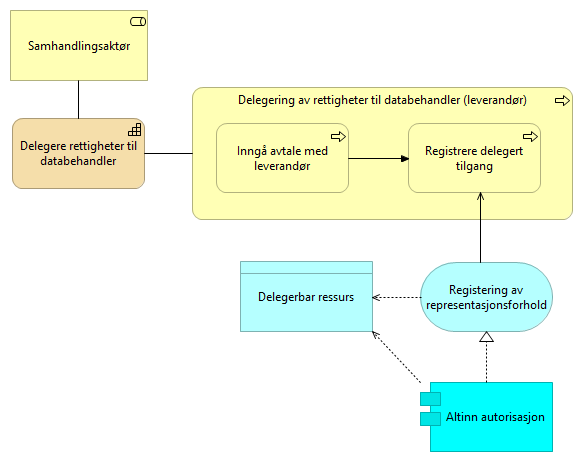 Samhandlingsaktør
Delegering av rettigheter til databehandler (leverandør)
Delegere rettigheter til
databehandler
Inngå avtale med
leverandør
Registrere delegert
tilgang
Delegerbar ressurs
Registering av
representasjonsforhold
Altinn autorisasjon